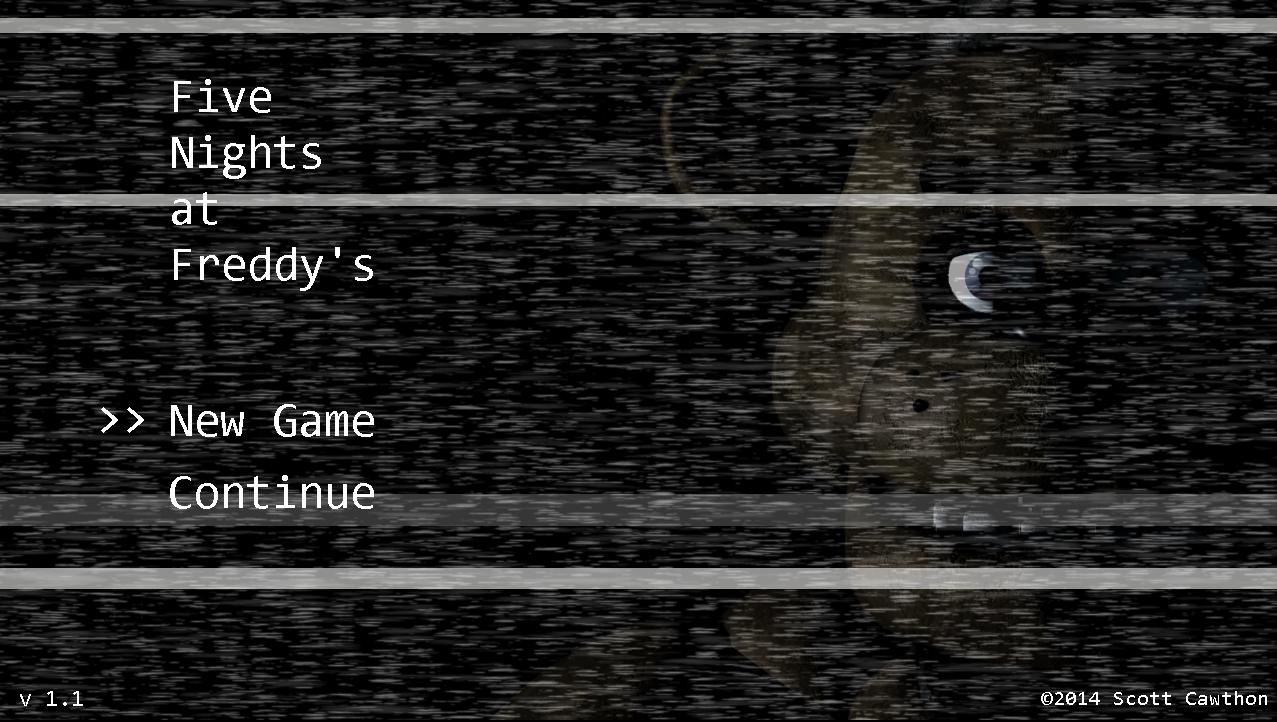 Five
Nights
at
Freddy's
>> New Game
Continue
v 1.1
©2014 Scott Cawthon